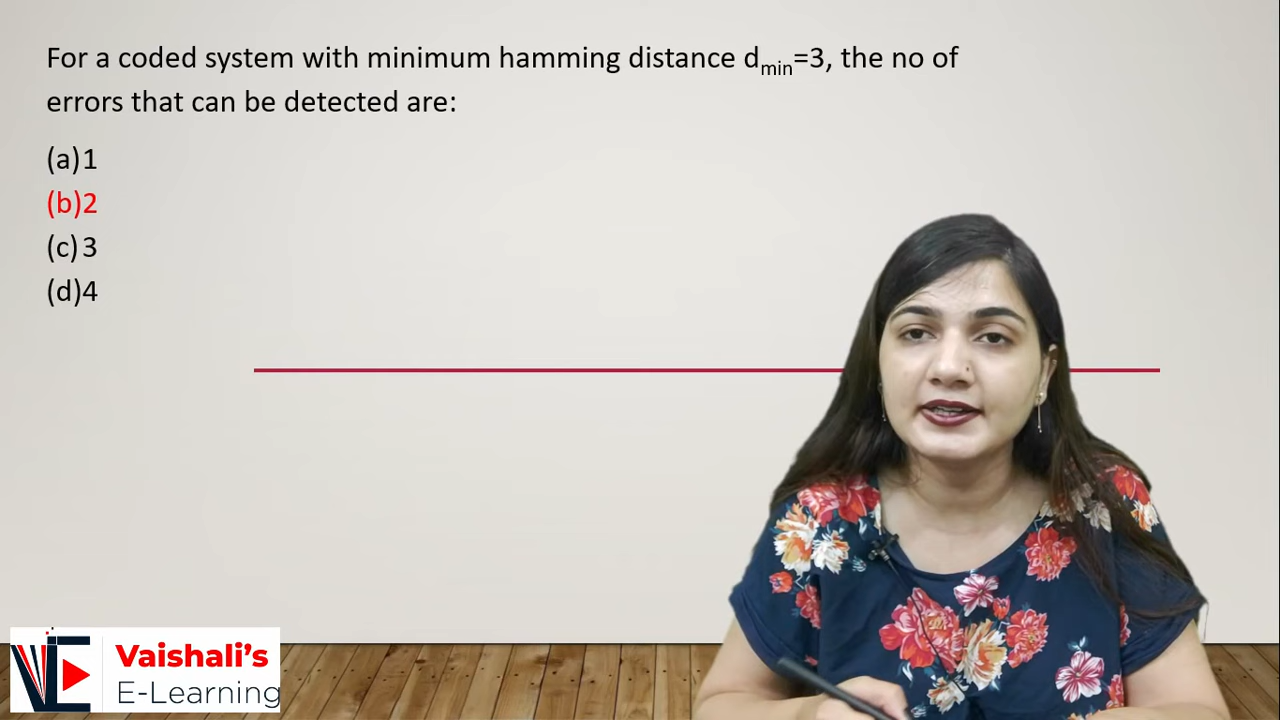 For a coded system with minimum hamming distance dmin=3, the no of
errors that can be detected are:
(a)1
(b)2
(c)3
(d)4
Vaishali's
E-Learning